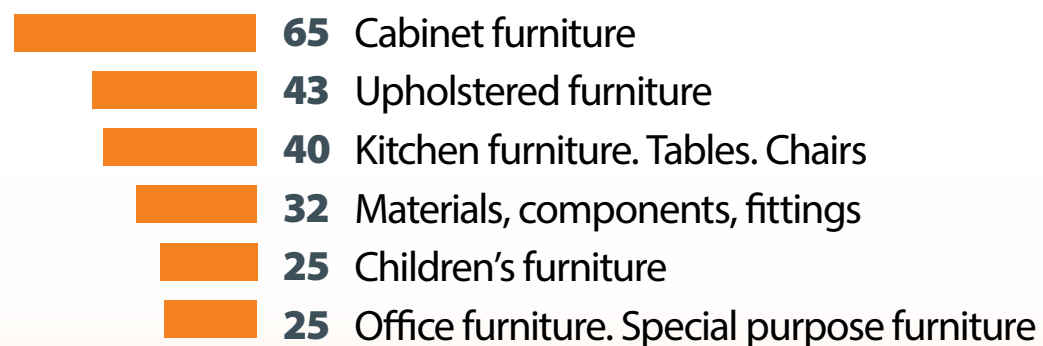 65 Cabinet furniture
43 Upholstered furniture
40 Kitchen furniture. Tables. Chairs
32 Materials, components, fittings
25 Children’s furniture
25 Office furniture. Special purpose furniture